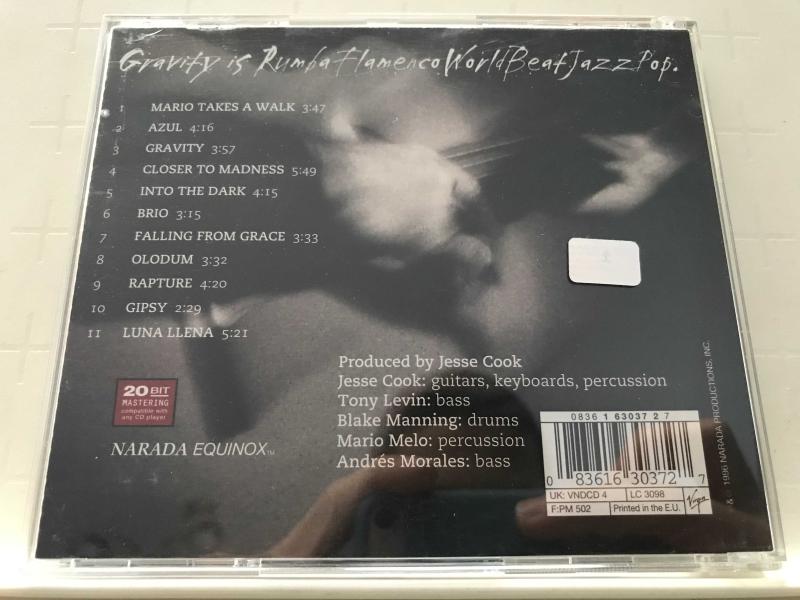 Gravity is RumbaFlamencoWorldBeatJazzPop.
1 MARIO TAKES A WALK 3:47
2 AZUL 4:16
3 GRAVITY 3:57
4 CLOSER TO MADNESS 5:49
5 INTO THE DARK 4:15
6 BRIO 3:15
7 FALLING FROM GRACE 3:33
8 OLODUM 3:32
9 RAPTURE 4:20
10 GIPSY 2:29
11 LUNA LLENA 5:21
Produced by Jesse Cook
Jesse Cook: guitars, keyboards, percussion
Tony Levin: bass
Blake Manning: drums
Mario Melo: percussion
Andrés Morales: bass
20 BIT
MASTERING
compatible with
any CD player
NARADA EQUINOX™
0836 1 63037 2 7
0 83616 30372 7
UK: VNDCD 4
LC 3098
F:PM 502
Printed in the E.U.
Virgin
& 1996 NARADA PRODUCTIONS, INC.